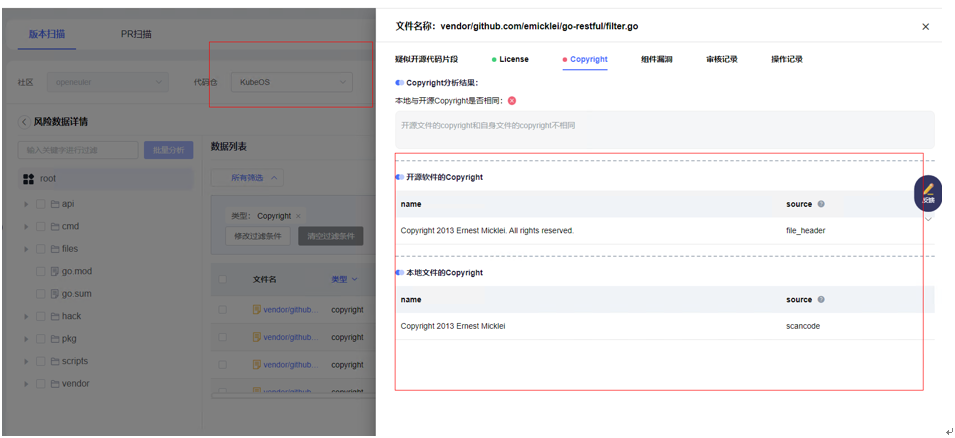 版本扫描
PR扫描
社区
openeuler
代码仓
KubeOS
风险数据详情
输入关键字进行过滤
批量分析
root
api
cmd
files
go.mod
go.sum
hack
pkg
scripts
vendor
数据列表
所有筛选
类型： Copyright ×
修改过滤条件
清空过滤条件
文件名 类型
vendor/github... copyright
vendor/github... copyright
vendor/github... copyright
vendor/github... copyright
文件名称：vendor/github.com/emicklei/go-restful/filter.go
疑似开源代码片段 License Copyright 组件漏洞 审核记录 操作记录
Copyright分析结果：
本地与开源Copyright是否相同：
开源文件的copyright和自身文件的copyright不相同
开源软件的Copyright
name source
Copyright 2013 Ernest Micklei. All rights reserved. file_header
本地文件的Copyright
name source
Copyright 2013 Ernest Micklei scancode
反馈